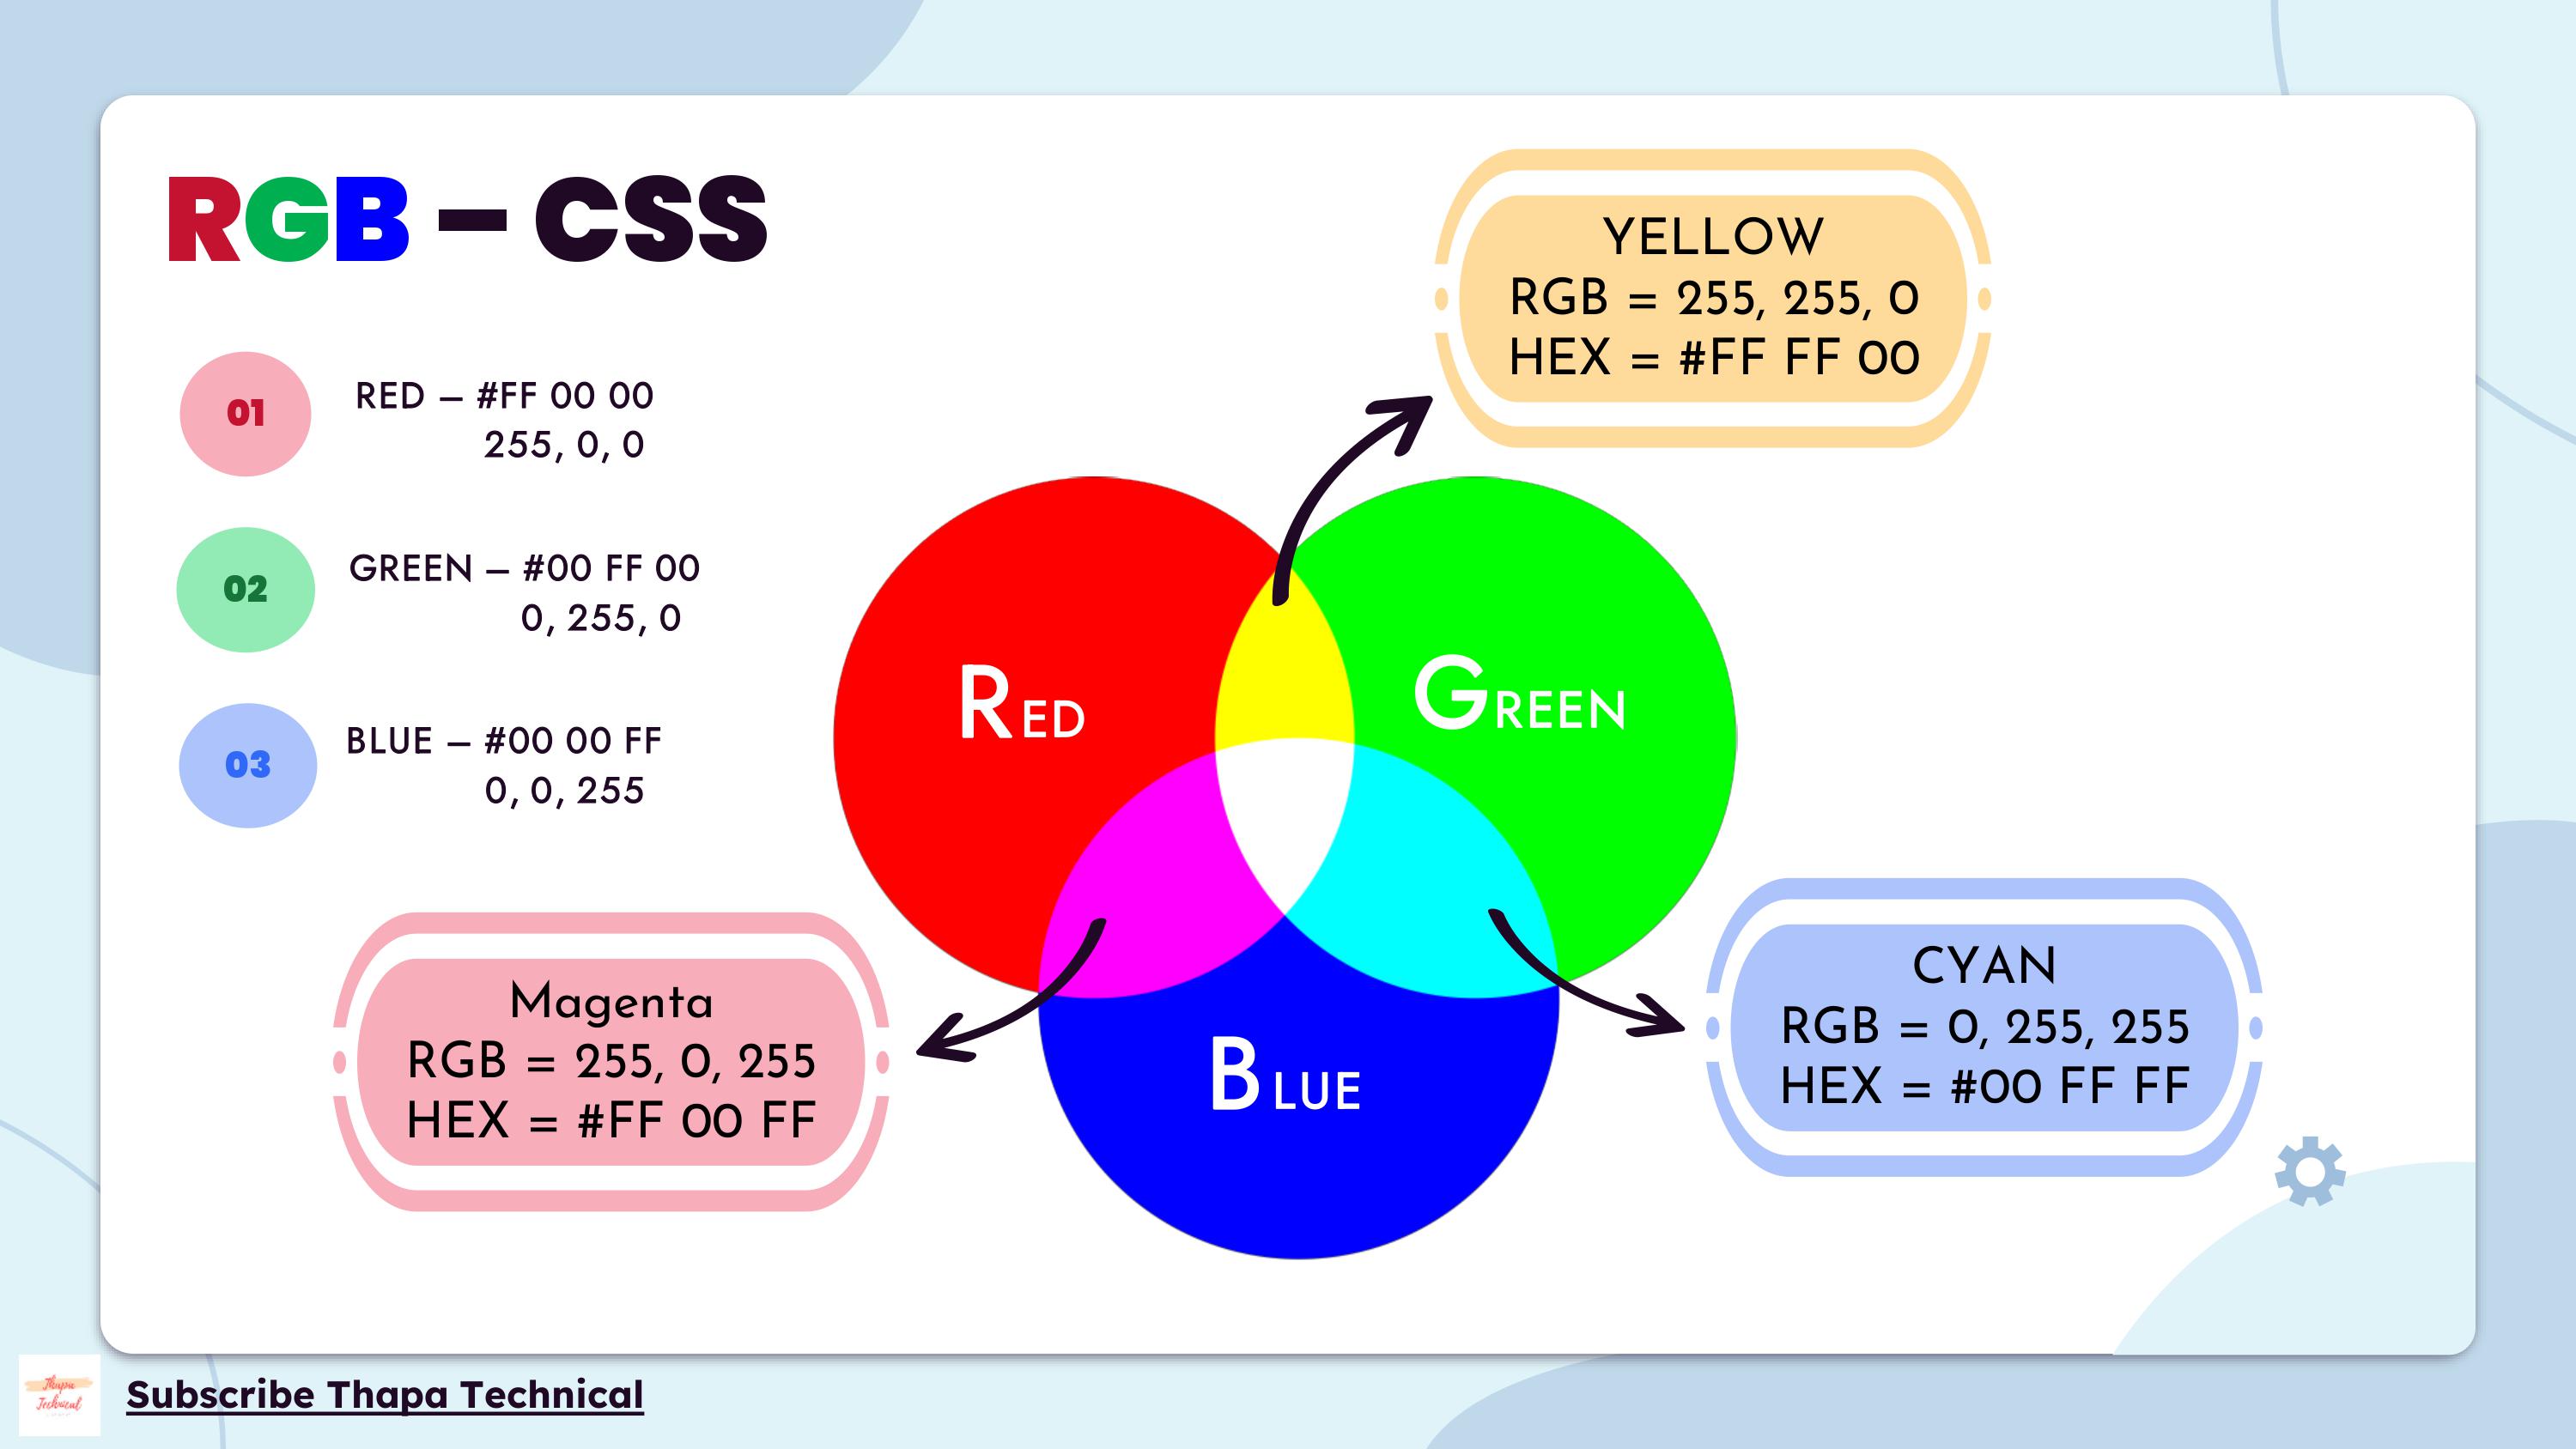 RGB – CSS
01
RED – #FF 00 00
255, 0, 0
02
GREEN – #00 FF 00
0, 255, 0
03
BLUE – #00 00 FF
0, 0, 255
YELLOW
RGB = 255, 255, 0
HEX = #FF FF 00
RED
GREEN
BLUE
Magenta
RGB = 255, 0, 255
HEX = #FF 00 FF
CYAN
RGB = 0, 255, 255
HEX = #00 FF FF
Thapa
Technical
Subscribe Thapa Technical